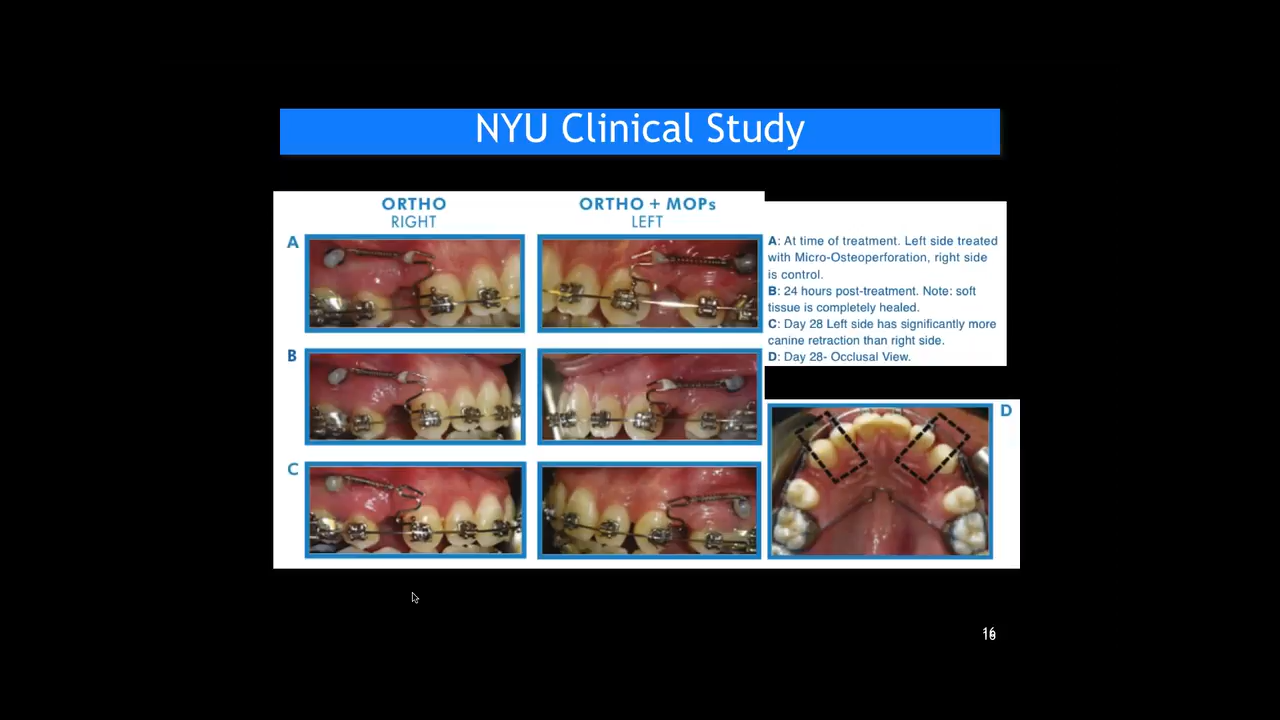 NYU Clinical Study
ORTHO
RIGHT
ORTHO + MOPs
LEFT
A
B
C
A: At time of treatment. Left side treated
with Micro-Osteoperforation, right side
is control.
B: 24 hours post-treatment. Note: soft
tissue is completely healed.
C: Day 28 Left side has significantly more
canine retraction than right side.
D: Day 28- Occlusal View.
D
16